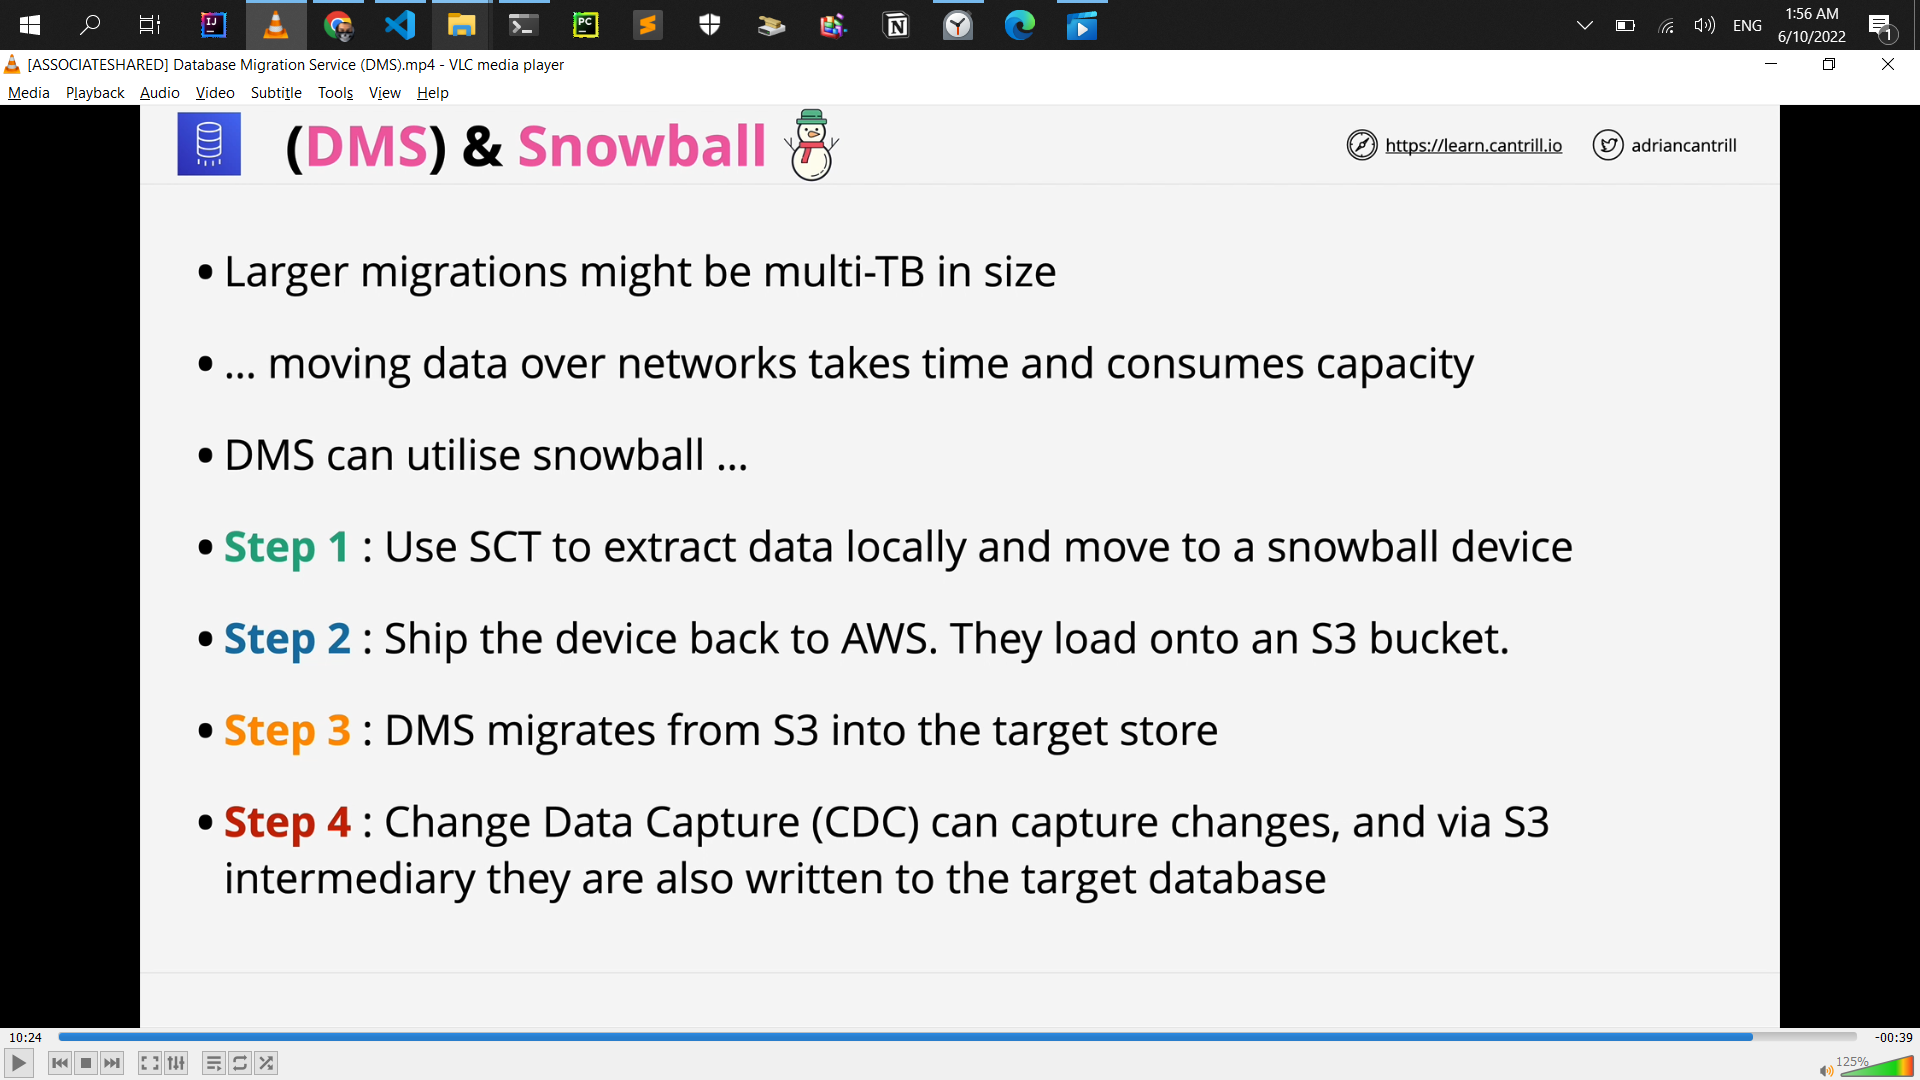 IJ
PC
N
ENG
1:56 AM
6/10/2022
1
[ASSOCIATESHARED] Database Migration Service (DMS).mp4 - VLC media player
Media Playback Audio Video Subtitle Tools View Help
(DMS) & Snowball
https://learn.cantrill.io
adriancantrill
• Larger migrations might be multi-TB in size
• ... moving data over networks takes time and consumes capacity
• DMS can utilise snowball ...
• Step 1 : Use SCT to extract data locally and move to a snowball device
• Step 2 : Ship the device back to AWS. They load onto an S3 bucket.
• Step 3 : DMS migrates from S3 into the target store
• Step 4 : Change Data Capture (CDC) can capture changes, and via S3
intermediary they are also written to the target database
10:24
-00:39
125%